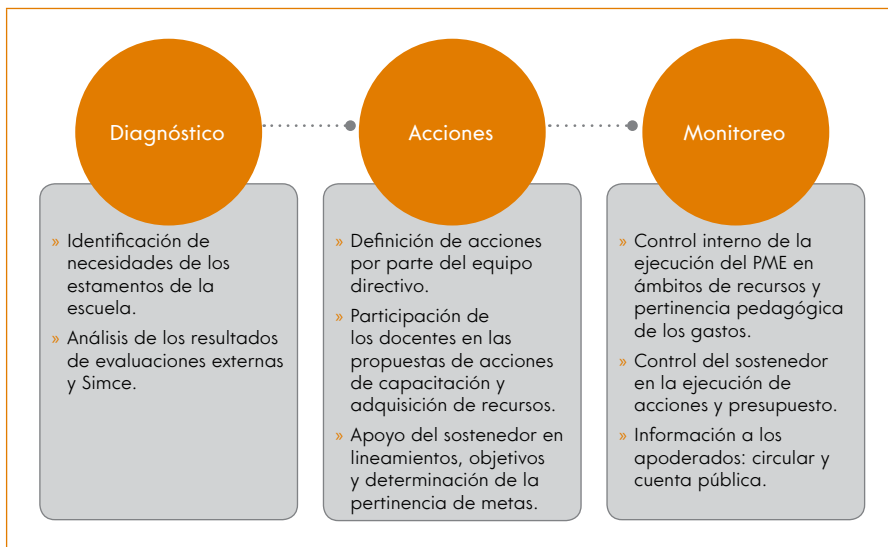 Diagnóstico
» Identificación de
necesidades de los
estamentos de la
escuela.
» Análisis de los resultados
de evaluaciones externas
y Simce.
Acciones
» Definición de acciones
por parte del equipo
directivo.
» Participación de
los docentes en las
propuestas de acciones
de capacitación y
adquisición de recursos.
» Apoyo del sostenedor en
lineamientos, objetivos
y determinación de la
pertinencia de metas.
Monitoreo
» Control interno de la
ejecución del PME en
ámbitos de recursos y
pertinencia pedagógica
de los gastos.
» Control del sostenedor
en la ejecución de
acciones y presupuesto.
» Información a los
apoderados: circular y
cuenta pública.